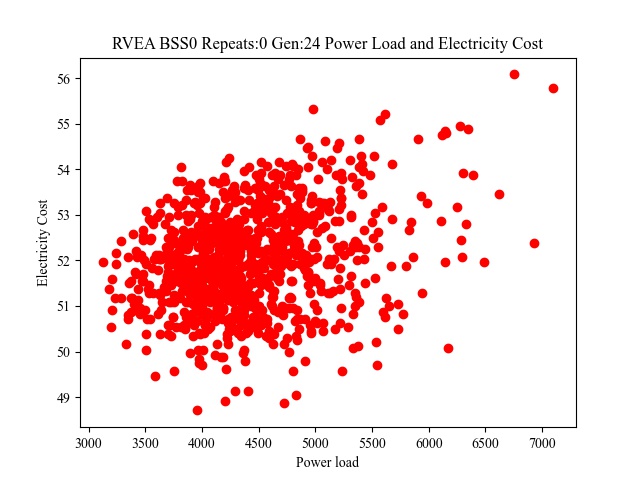 RVEA BSS0 Repeats:0 Gen:24 Power Load and Electricity Cost
56
55
54
53
52
51
50
49
Electricity Cost
3000 3500 4000 4500 5000 5500 6000 6500 7000
Power load